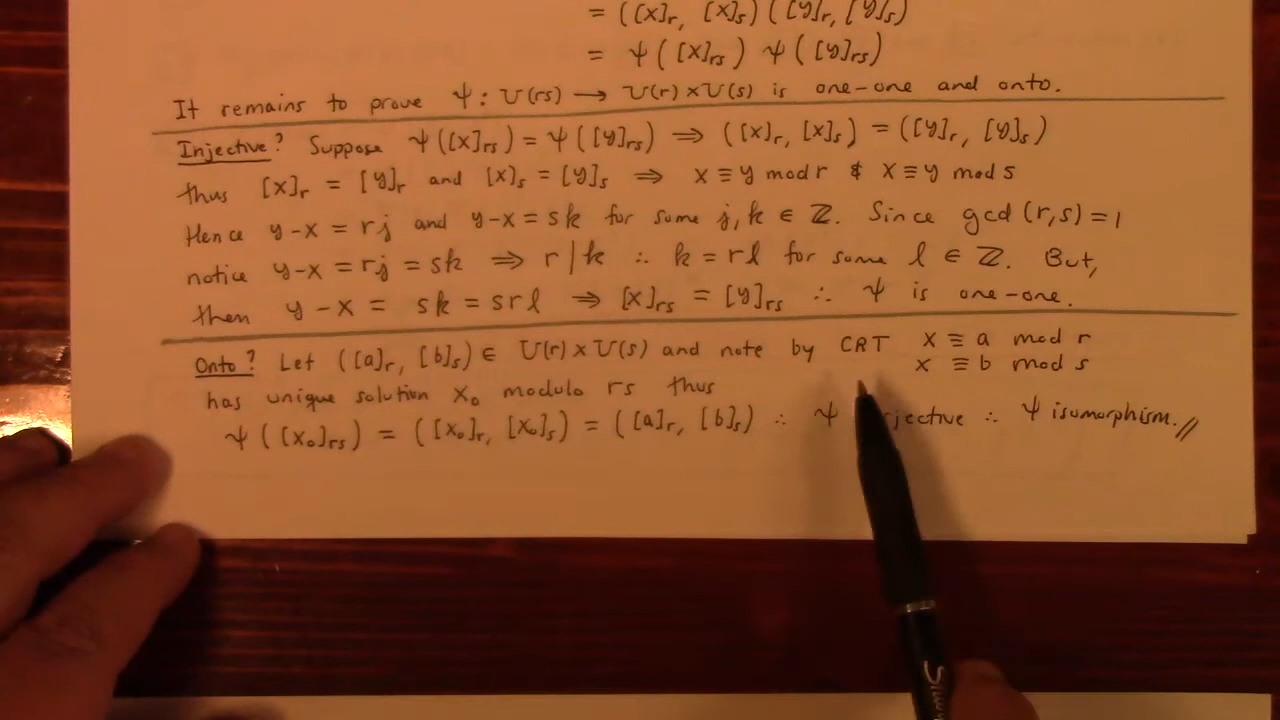 = ([x]r, [x]s) ([y]r, [y]s)
= ψ([x]rs) ψ([y]rs)
It remains to prove ψ : U(rs) → U(r) × U(s) is one-one and onto.
Injective? Suppose ψ([x]rs) = ψ([y]rs) ⇒ ([x]r, [x]s) = ([y]r, [y]s)
thus [x]r = [y]r and [x]s = [y]s ⇒ x ≡ y mod r & x ≡ y mod s
Hence y-x = rj and y-x = sk for some j, k ∈ ℤ. Since gcd(r,s) = 1
notice y-x = rj = sk ⇒ r | k ∴ k = rl for some l ∈ ℤ. But,
then y-x = sk = srl ⇒ [x]rs = [y]rs ∴ ψ is one-one.
Onto? Let ([a]r, [b]s) ∈ U(r) × U(s) and note by CRT x ≡ a mod r
x ≡ b mod s
has unique solution x₀ modulo rs thus
ψ([x₀]rs) = ([x₀]r, [x₀]s) = ([a]r, [b]s) ∴ ψ jective ∴ ψ isomorphism. //